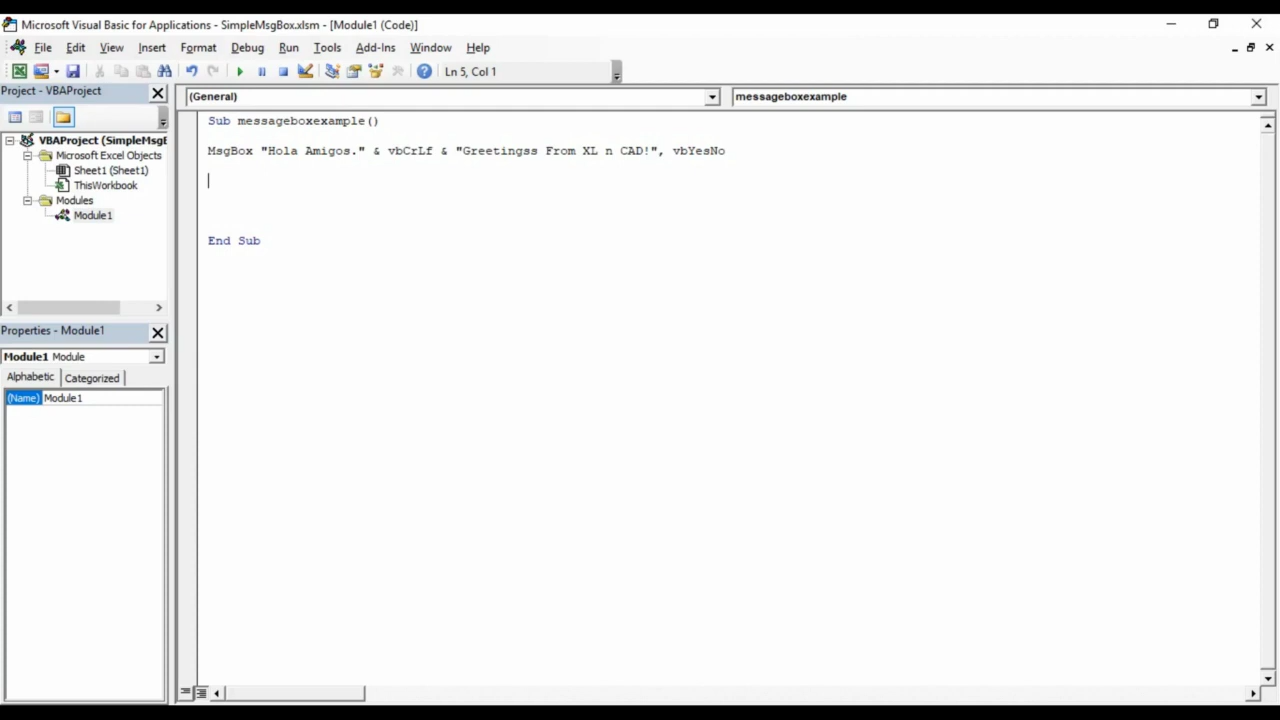 Microsoft Visual Basic for Applications - SimpleMsgBox.xlsm - [Module1 (Code)]
File Edit View Insert Format Debug Run Tools Add-Ins Window Help
Ln 5, Col 1
Project - VBAProject
(General)
messageboxexample
VBAProject (SimpleMsgE
Microsoft Excel Objects
Sheet1 (Sheet1)
ThisWorkbook
Modules
Module1
Properties - Module1
Module1 Module
Alphabetic Categorized
(Name) Module1
Sub messageboxexample()
MsgBox "Hola Amigos." & vbCrLf & "Greetingss From XL n CAD!", vbYesNo
End Sub